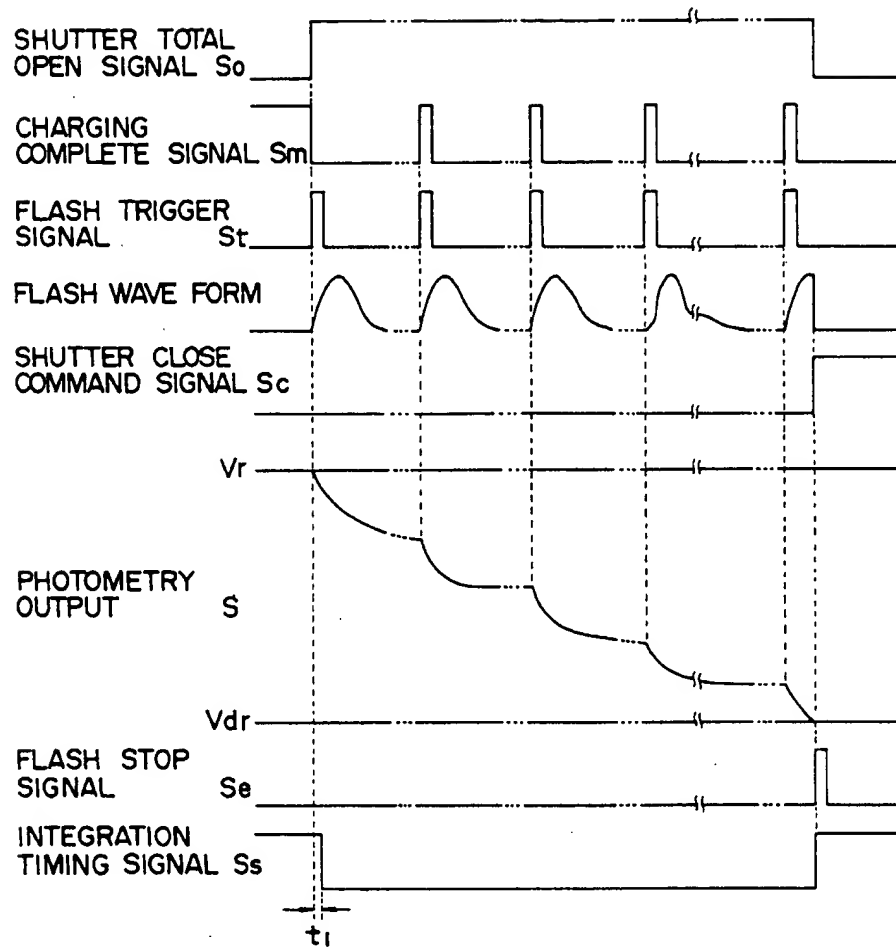 SHUTTER TOTAL
OPEN SIGNAL So
CHARGING
COMPLETE SIGNAL Sm
FLASH TRIGGER
SIGNAL St
FLASH WAVE FORM
SHUTTER CLOSE
COMMAND SIGNAL Sc
Vr
PHOTOMETRY
OUTPUT S
Vdr
FLASH STOP
SIGNAL Se
INTEGRATION
TIMING SIGNAL Ss
t1